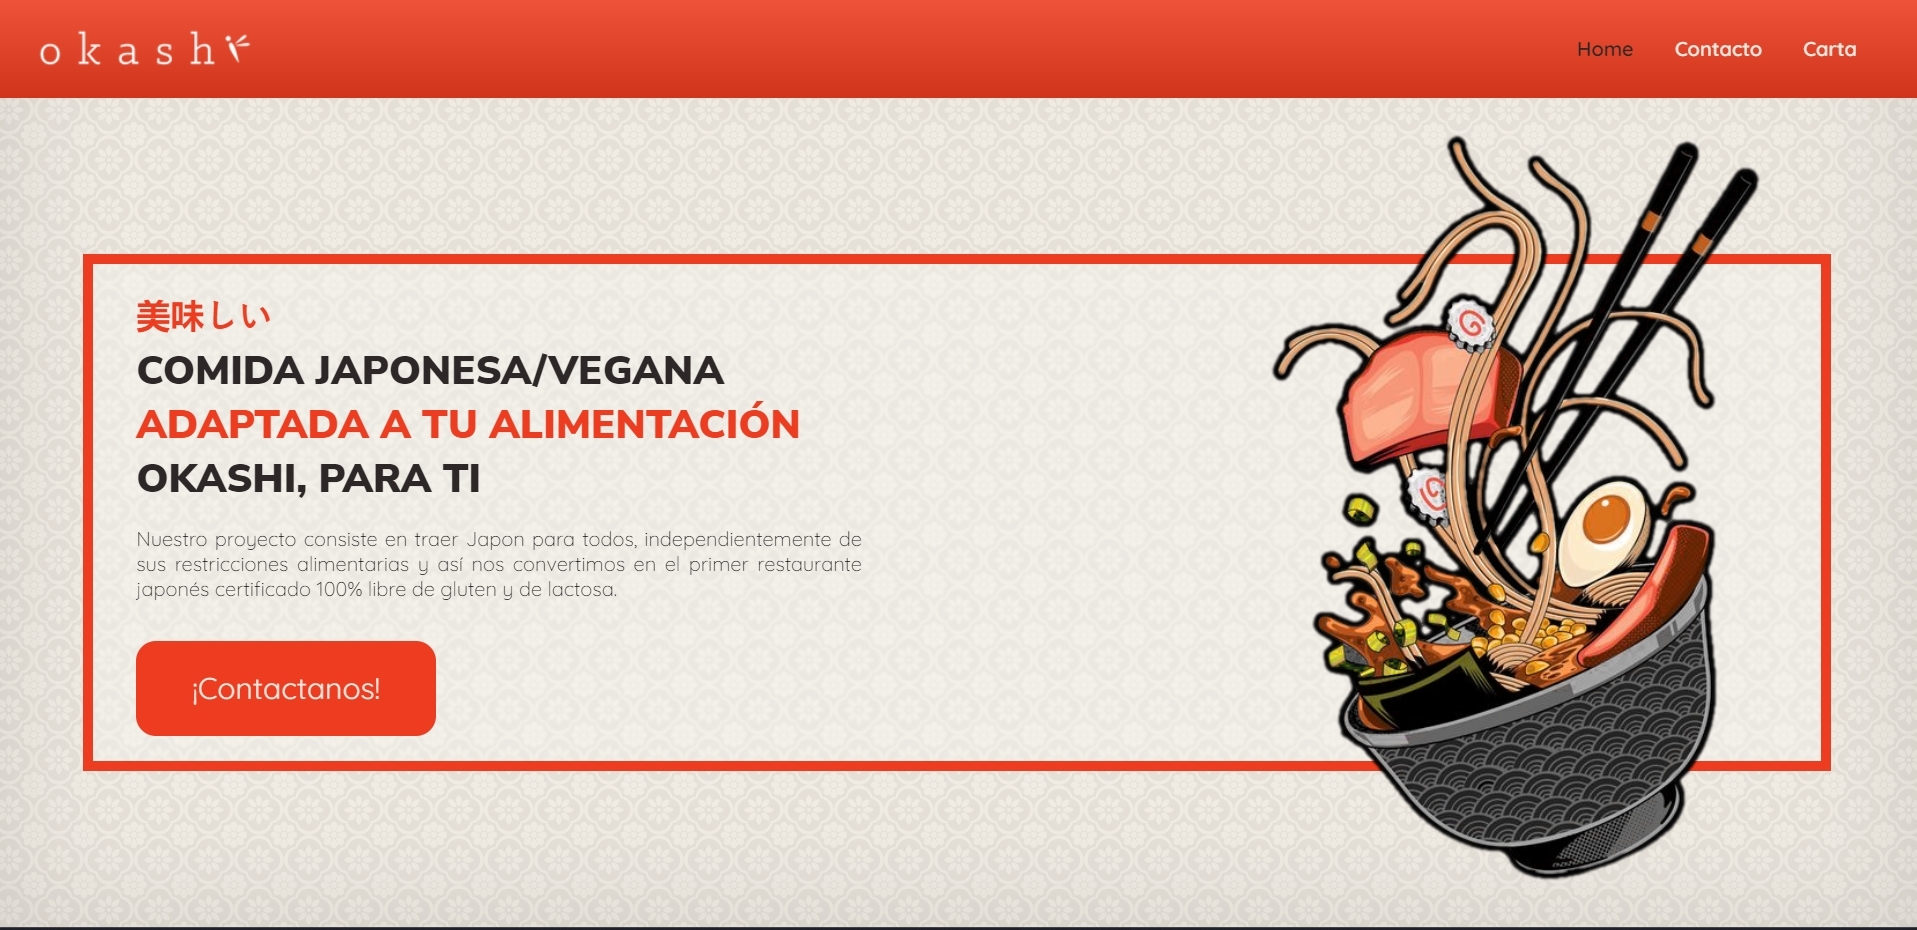 okashi
Home
Contacto
Carta
美味しい
COMIDA JAPONESA/VEGANA
ADAPTADA A TU ALIMENTACIÓN
OKASHI, PARA TI
Nuestro proyecto consiste en traer Japon para todos, independientemente de
sus restricciones alimentarias y así nos convertimos en el primer restaurante
japonés certificado 100% libre de gluten y de lactosa.
¡Contactanos!